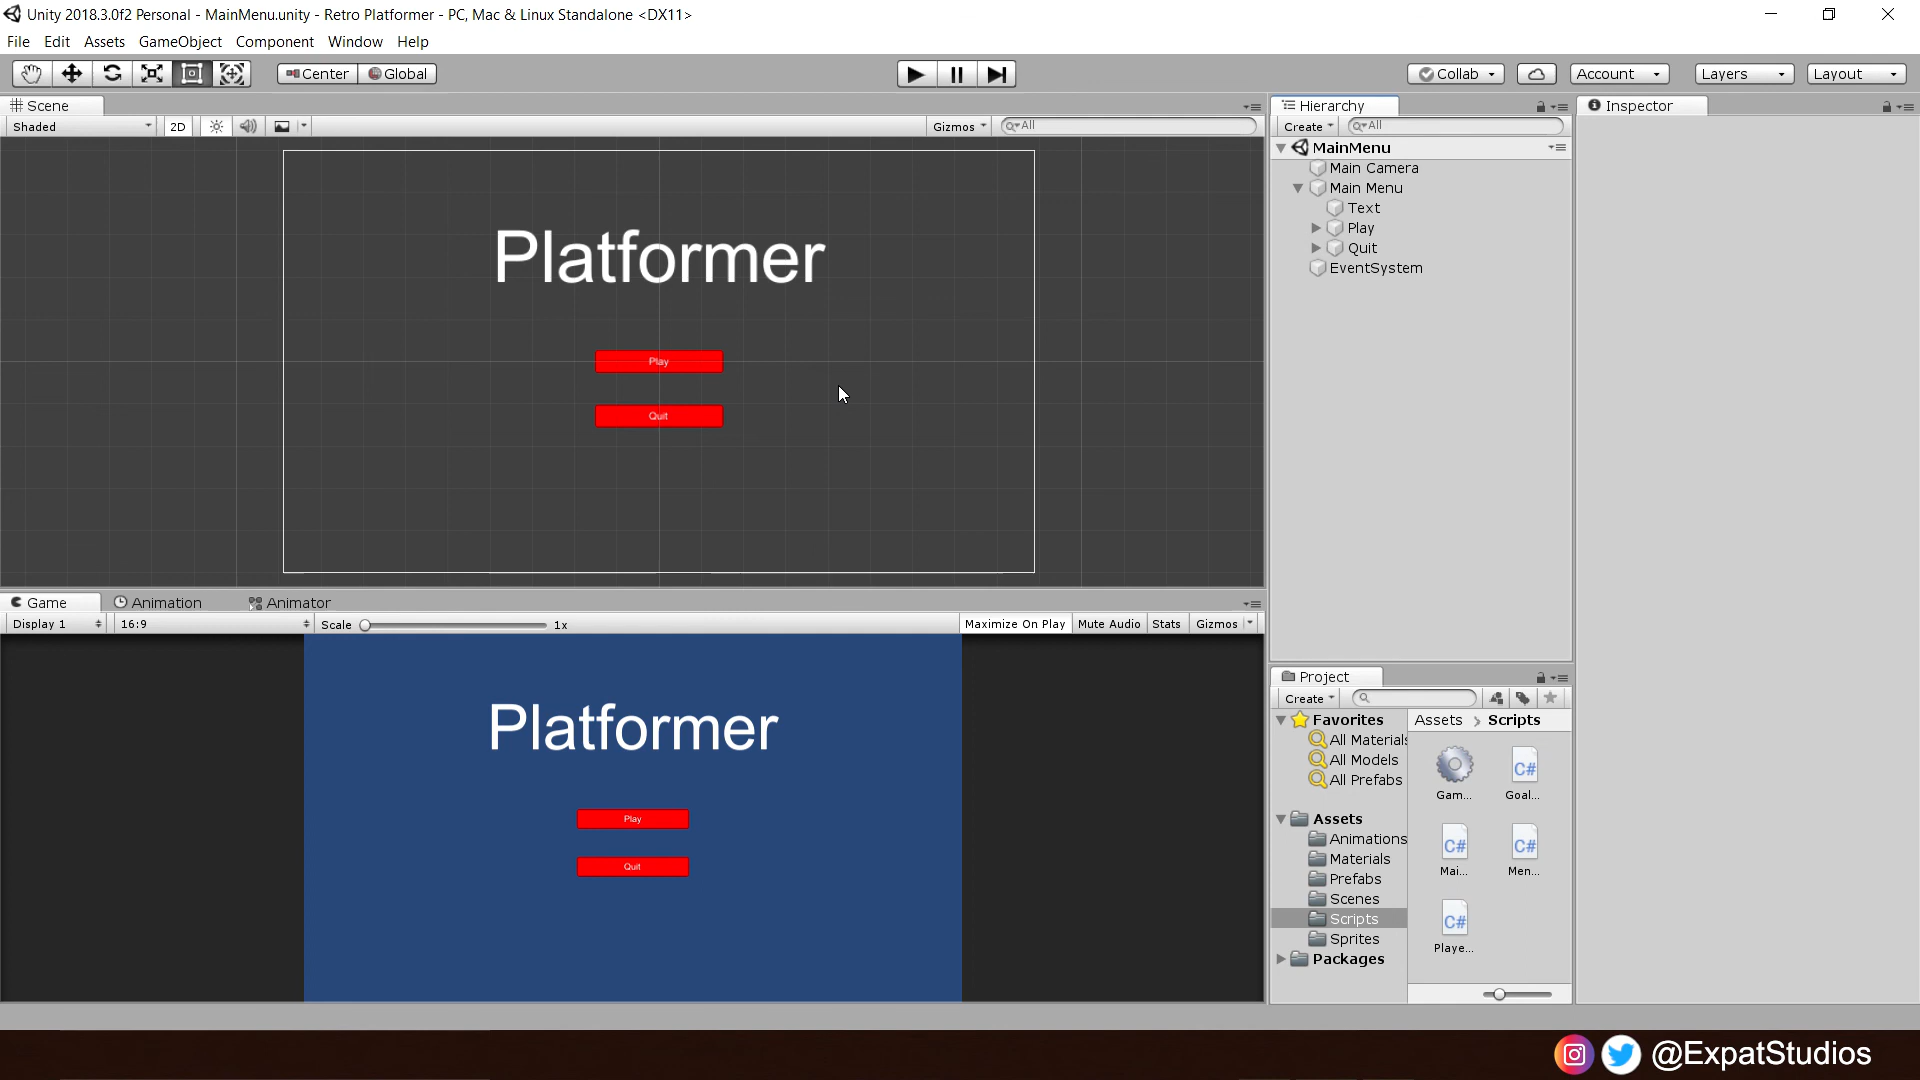 Unity 2018.3.0f2 Personal - MainMenu.unity - Retro Platformer - PC, Mac & Linux Standalone <DX11>
File Edit Assets GameObject Component Window Help
Center Global Collab Account Layers Layout
Scene
Shaded 2D Gizmos All
Platformer
Play
Quit
Game Animation Animator
Display 1 16:9 Scale 1x Maximize On Play Mute Audio Stats Gizmos
Platformer
Play
Quit
Hierarchy
Create All
MainMenu
Main Camera
Main Menu
Text
Play
Quit
EventSystem
Project
Create
Favorites
All Materials
All Models
All Prefabs
Assets
Animations
Materials
Prefabs
Scenes
Scripts
Sprites
Packages
Assets > Scripts
Gam... Goal...
C#
Mai... Men...
C# C#
Playe...
C#
Inspector
@ExpatStudios